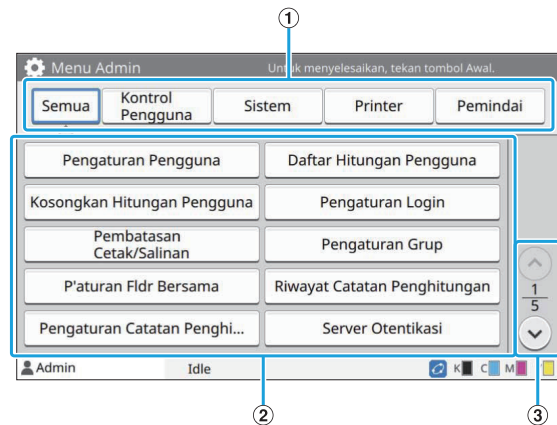 ①
Menu Admin Untuk menyelesaikan, tekan tombol Awal.
Semua Kontrol Pengguna Sistem Printer Pemindai
Pengaturan Pengguna Daftar Hitungan Pengguna
Kosongkan Hitungan Pengguna Pengaturan Login
Pembatasan Cetak/Salinan Pengaturan Grup
P'aturan Fldr Bersama Riwayat Catatan Penghitungan
1
5
Pengaturan Catatan Penghi... Server Otentikasi
Admin Idle K C M
② ③